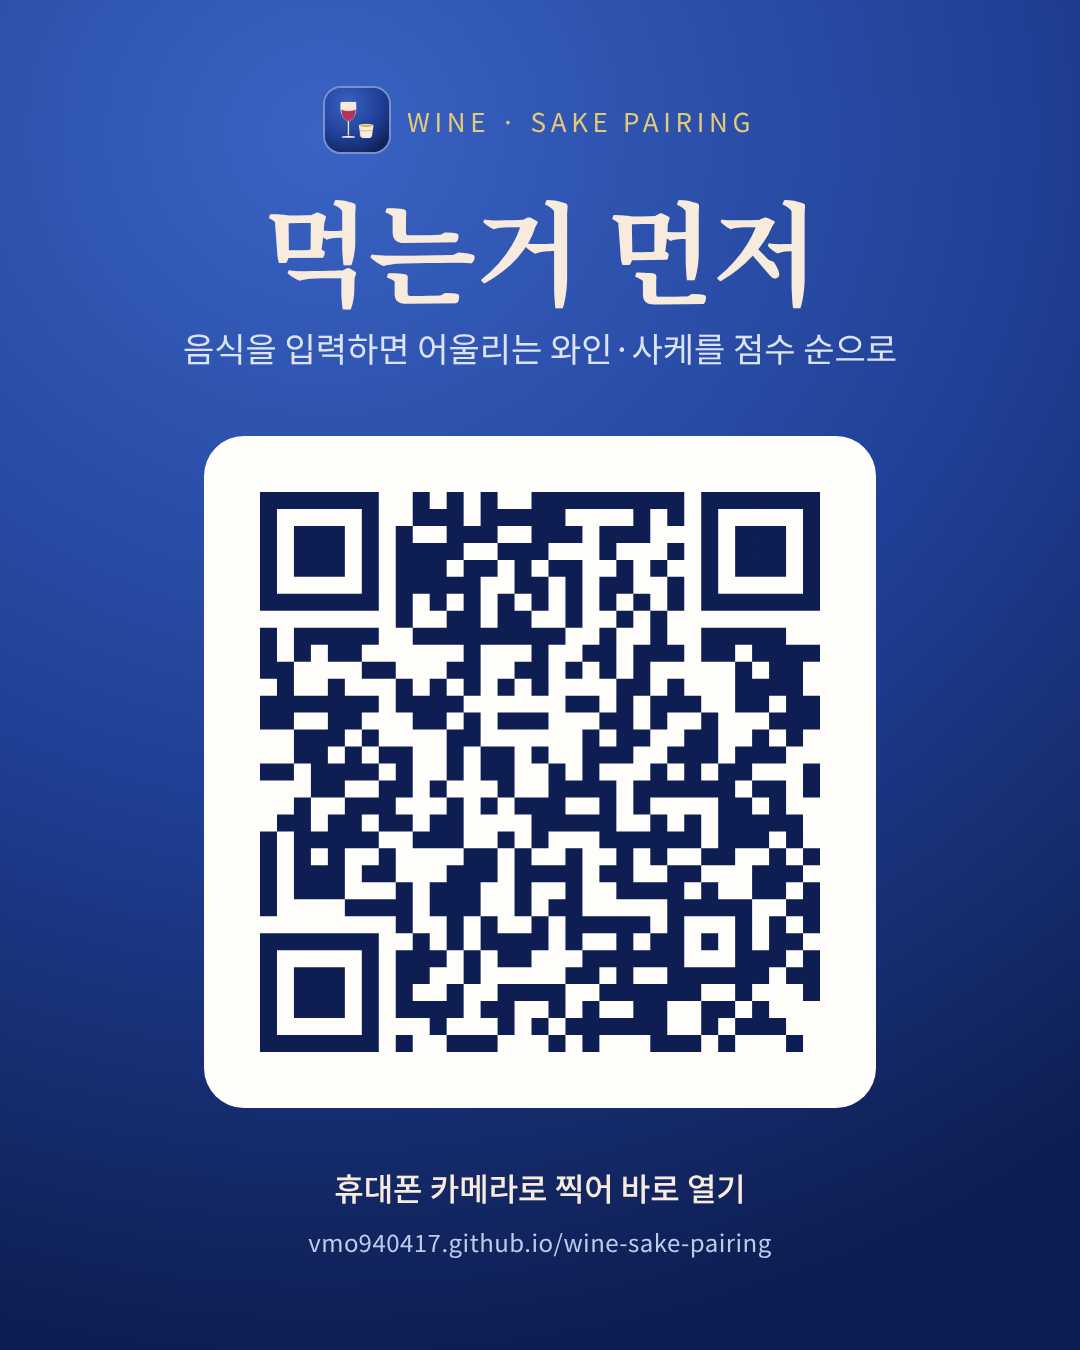 WINE · SAKE PAIRING
먹는거 먼저
음식을 입력하면 어울리는 와인·사케를 점수 순으로
휴대폰 카메라로 찍어 바로 열기
vmo940417.github.io/wine-sake-pairing